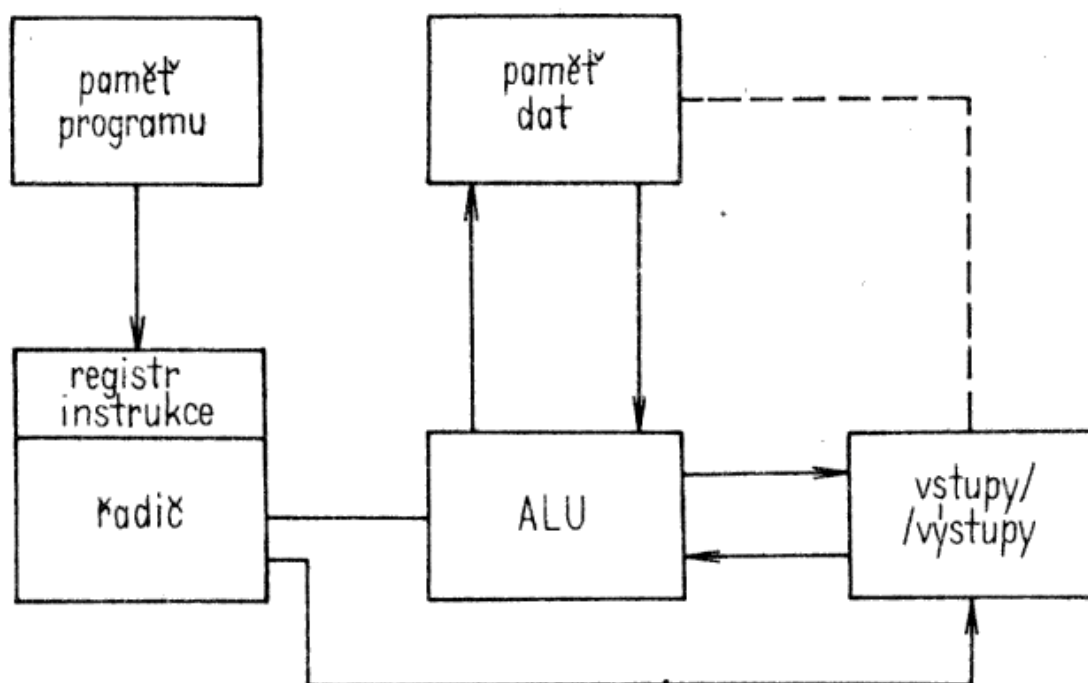 paměť
programu
paměť
dat
registr
instrukce
řadič
ALU
vstupy/
/výstupy